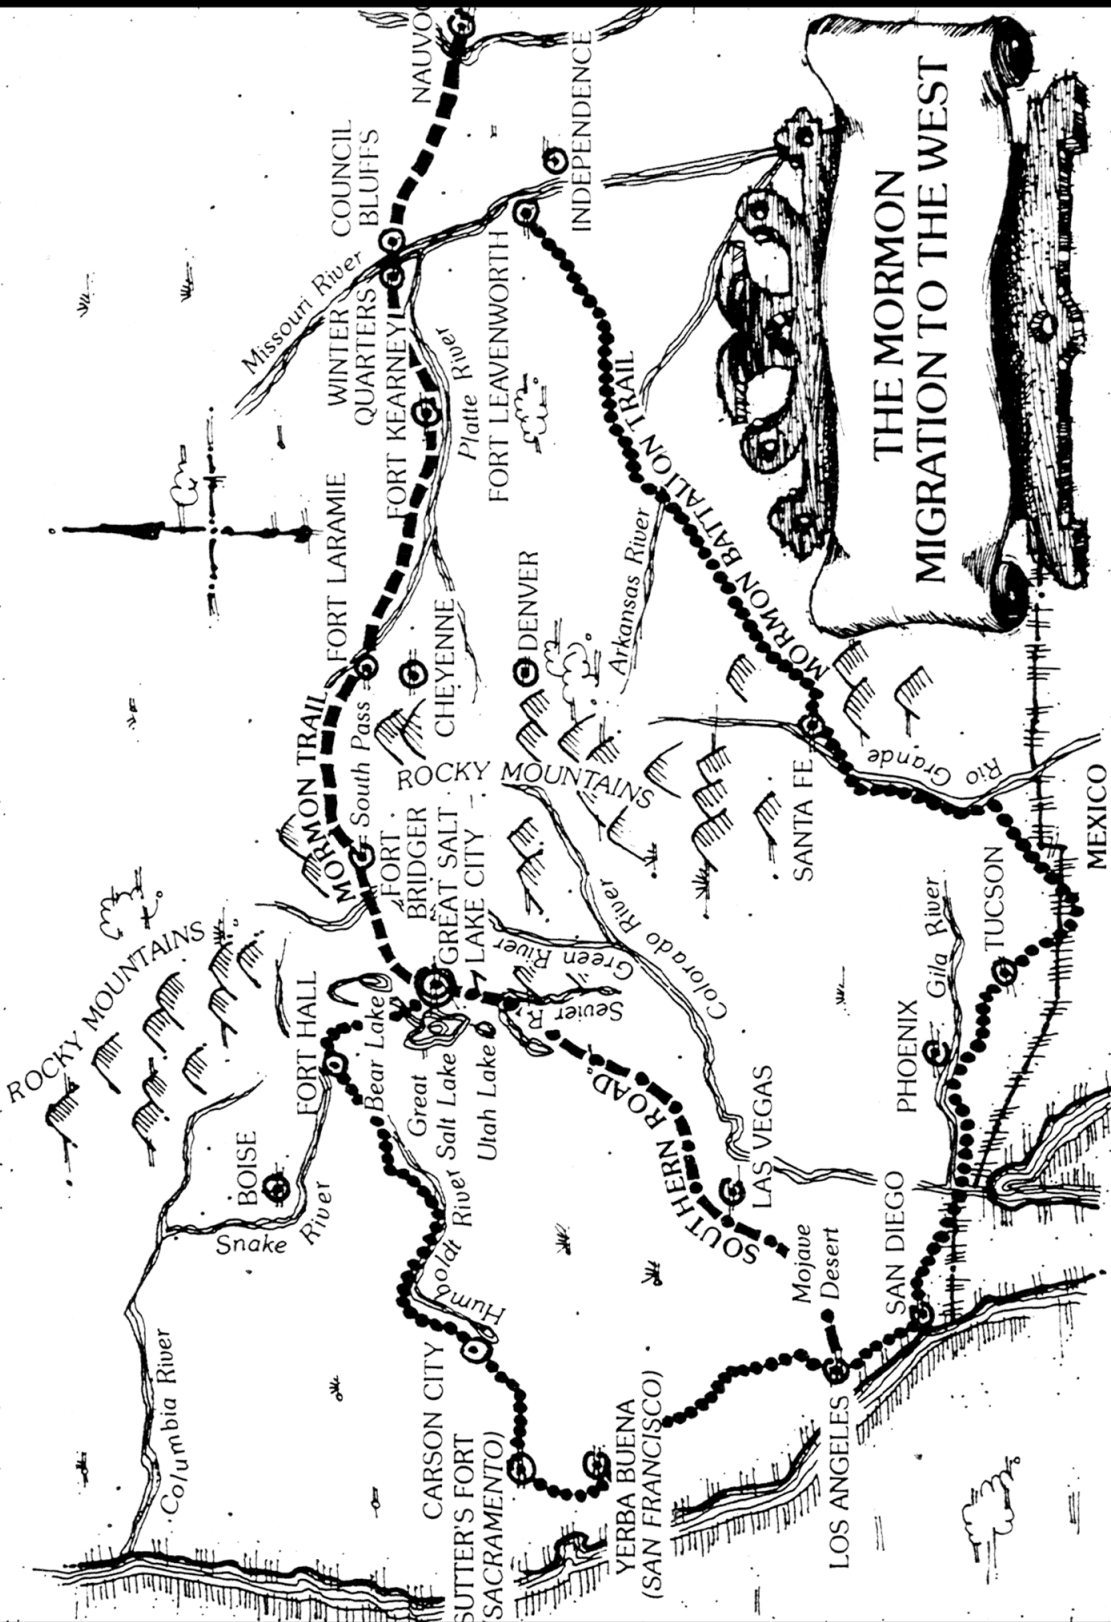 THE MORMON
MIGRATION TO THE WEST
NAUVOO
COUNCIL
BLUFFS
INDEPENDENCE
Missouri River
WINTER
QUARTERS
FORT KEARNEY
Platte River
FORT LEAVENWORTH
FORT LARAMIE
CHEYENNE
DENVER
Arkansas River
MORMON BATTALION TRAIL
MORMON TRAIL
South Pass
ROCKY MOUNTAINS
FORT
BRIDGER
GREAT SALT
LAKE CITY
SANTA FE
Rio Grande
MEXICO
ROCKY MOUNTAINS
FORT HALL
Bear Lake
Great
Salt Lake
Utah Lake
Green River
Sevier R.
Colorado River
TUCSON
Gila River
PHOENIX
BOISE
Snake River
Humboldt River
SOUTHERN ROAD
LAS VEGAS
Mojave
Desert
SAN DIEGO
Columbia River
CARSON CITY
SUTTER'S FORT
(SACRAMENTO)
YERBA BUENA
(SAN FRANCISCO)
LOS ANGELES